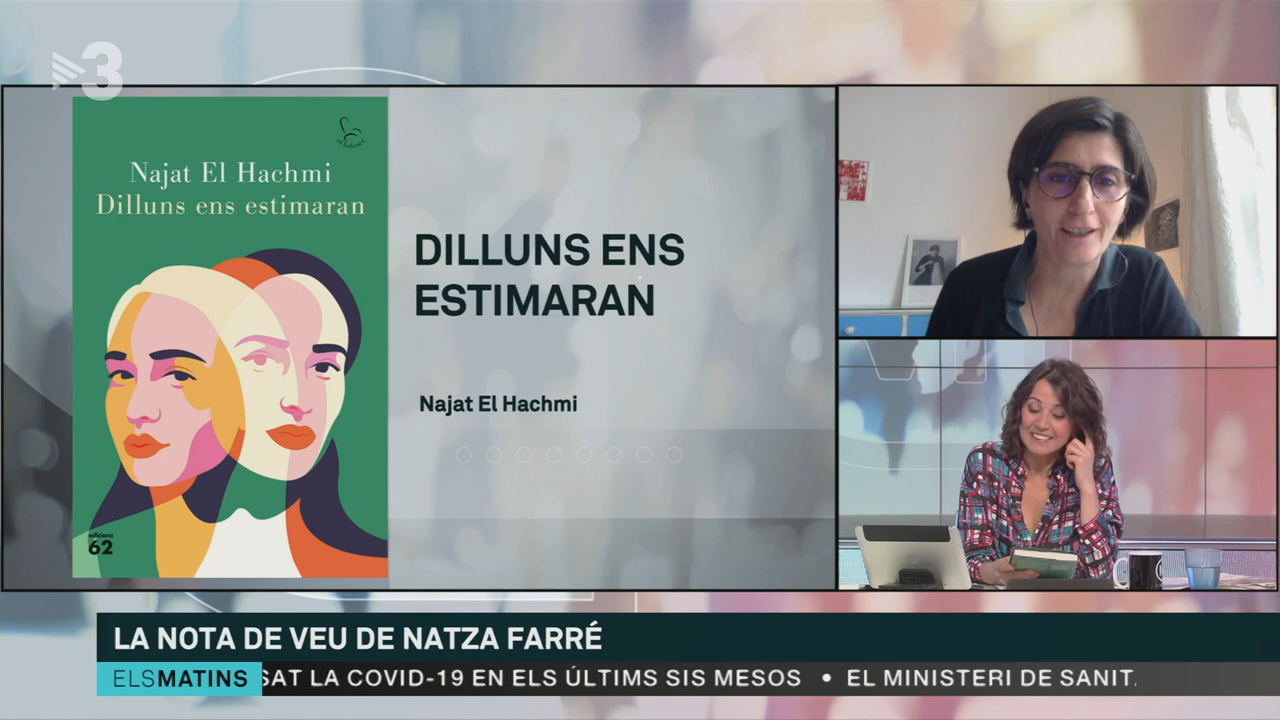 3
Najat El Hachmi
Dilluns ens estimaran
edicions
62
DILLUNS ENS
ESTIMARAN
Najat El Hachmi
LA NOTA DE VEU DE NATZA FARRÉ
ELSMATINS
SAT LA COVID-19 EN ELS ÚLTIMS SIS MESOS • EL MINISTERI DE SANIT